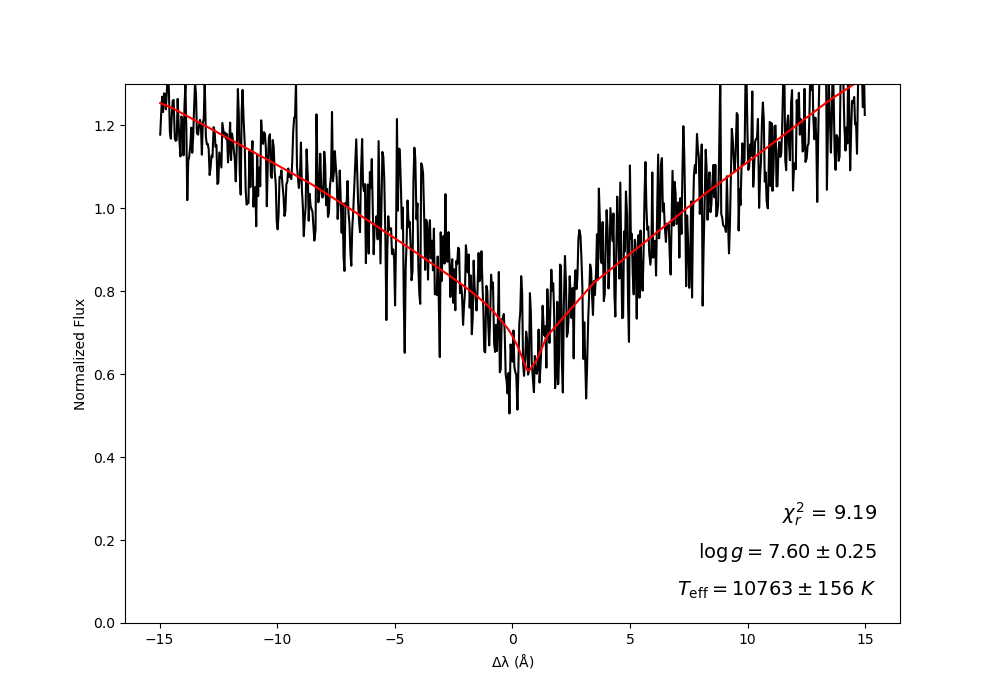 1.2
1.0
0.8
0.6
0.4
0.2
0.0
Normalized Flux
χ²ᵣ = 9.19
log g = 7.60 ± 0.25
T_eff = 10763 ± 156 K
−15 −10 −5 0 5 10 15
Δλ (Å)